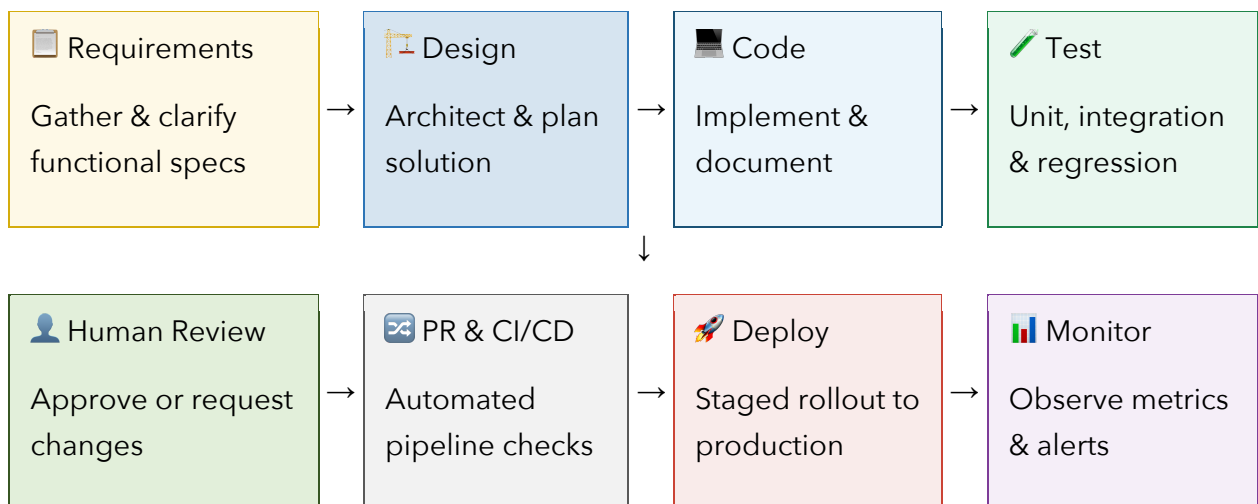 📋 Requirements
Gather & clarify
functional specs
→
🏗️ Design
Architect & plan
solution
→
💻 Code
Implement &
document
→
🧪 Test
Unit, integration
& regression
↓
👤 Human Review
Approve or request
changes
→
🔀 PR & CI/CD
Automated
pipeline checks
→
🚀 Deploy
Staged rollout to
production
→
📊 Monitor
Observe metrics
& alerts